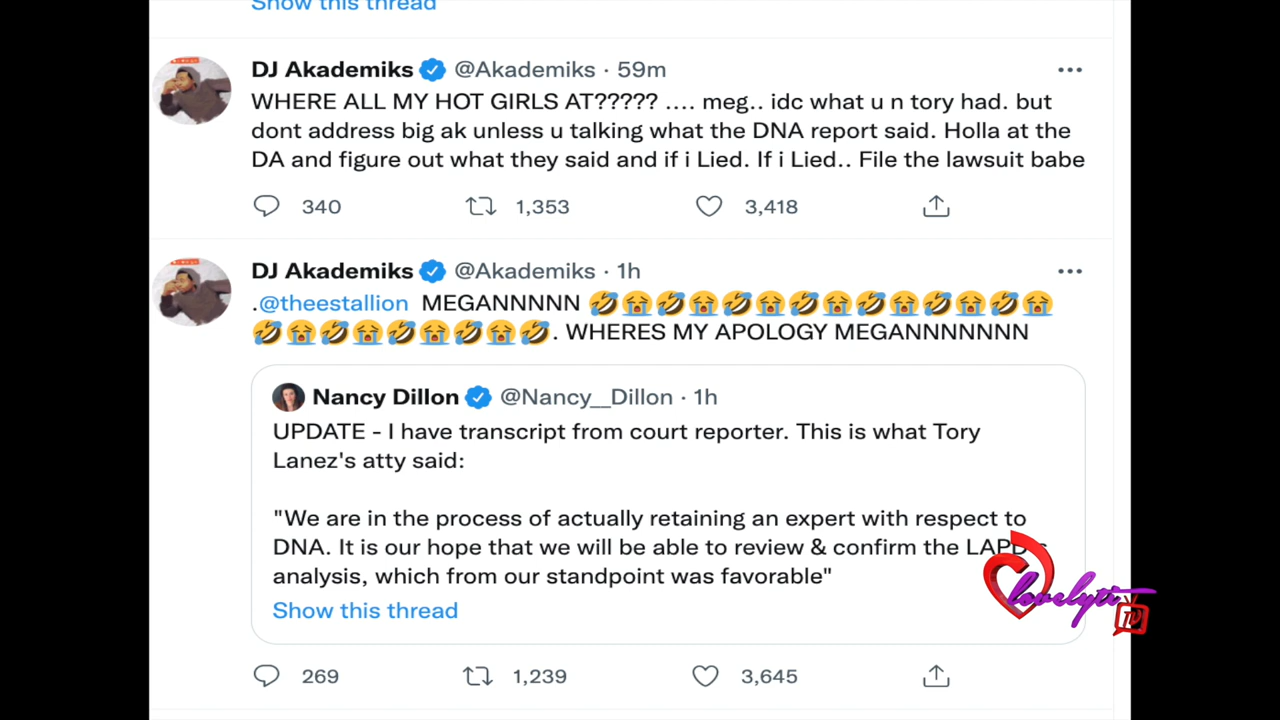 Show this thread
DJ Akademiks @Akademiks · 59m
WHERE ALL MY HOT GIRLS AT????? .... meg.. idc what u n tory had. but
dont address big ak unless u talking what the DNA report said. Holla at the
DA and figure out what they said and if i Lied. If i Lied.. File the lawsuit babe
340 1,353 3,418
DJ Akademiks @Akademiks · 1h
.@theestallion MEGANNNNN 🤣😭🤣😭🤣😭🤣😭🤣😭🤣😭🤣😭
🤣😭🤣😭🤣😭🤣😭🤣. WHERES MY APOLOGY MEGANNNNNNN
Nancy Dillon @Nancy__Dillon · 1h
UPDATE - I have transcript from court reporter. This is what Tory
Lanez's atty said:
"We are in the process of actually retaining an expert with respect to
DNA. It is our hope that we will be able to review & confirm the LAPD's
analysis, which from our standpoint was favorable"
Show this thread
lovelyti
TV
269 1,239 3,645